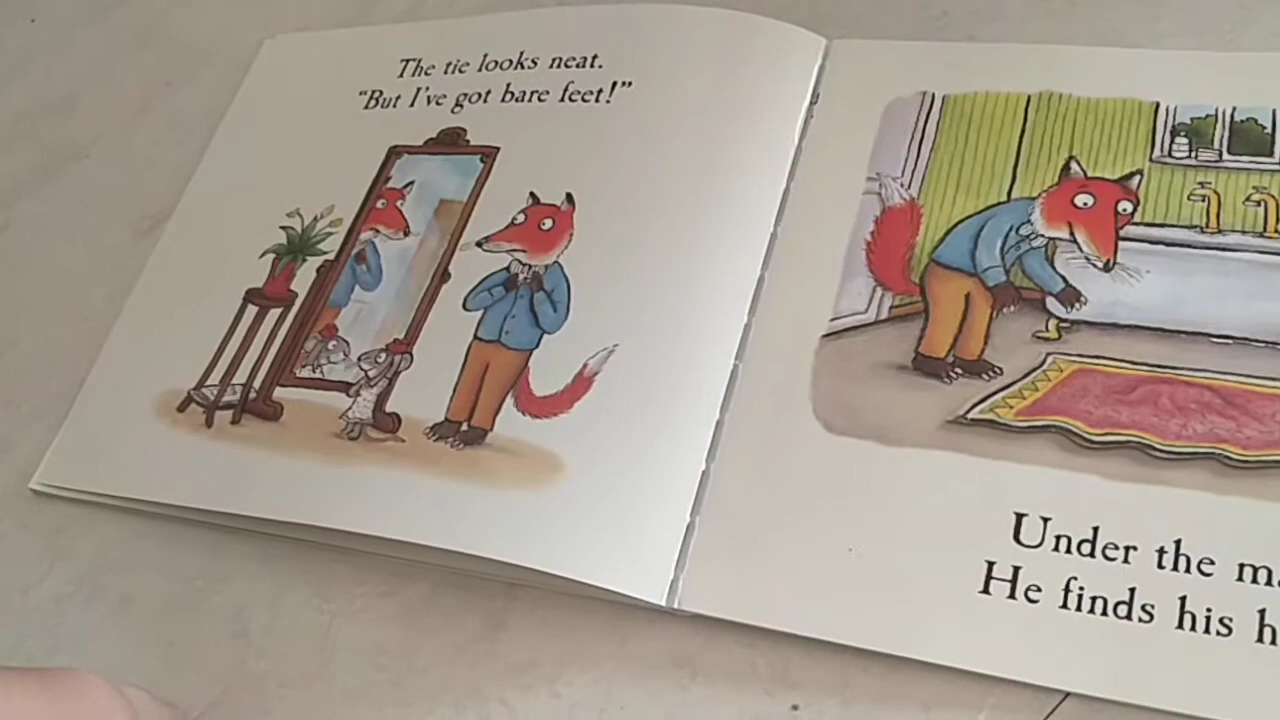 The tie looks neat.
“But I've got bare feet!”
Under the
He finds his